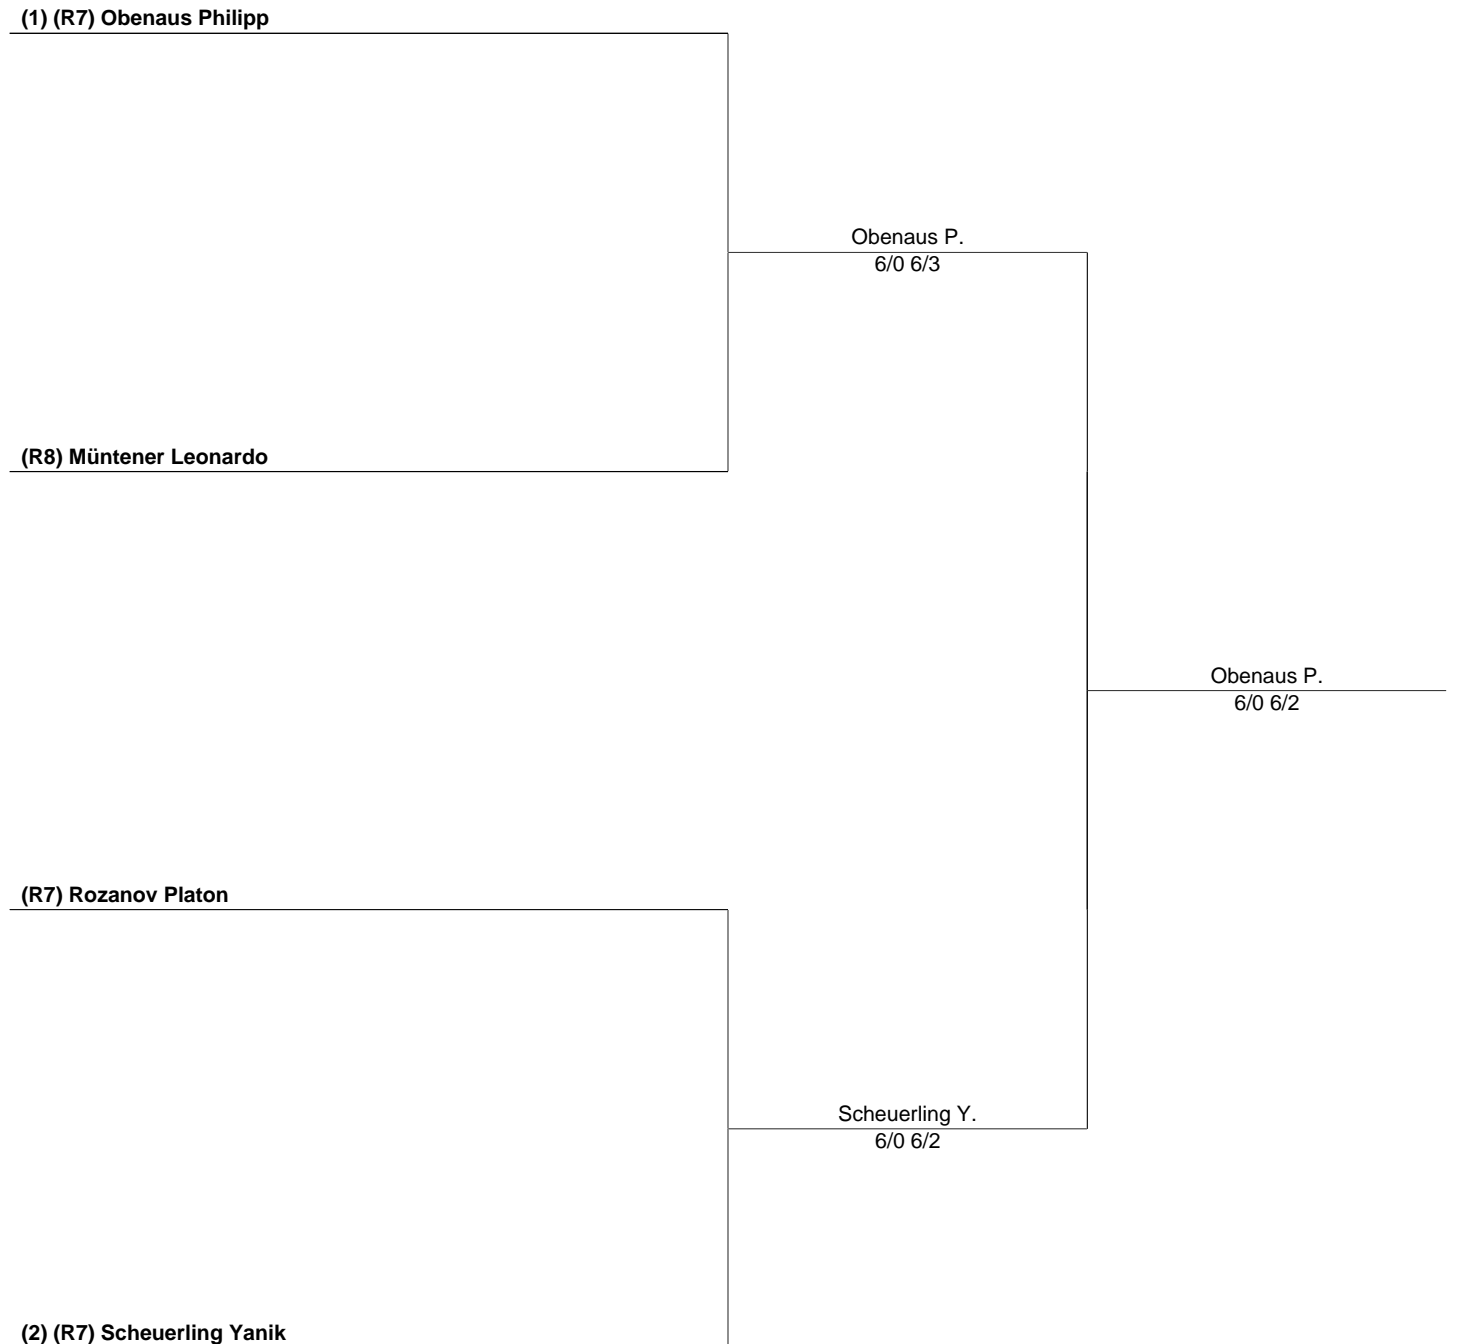 (1) (R7) Obenaus Philipp
Obenaus P.
6/0 6/3
(R8) Müntener Leonardo
Obenaus P.
6/0 6/2
(R7) Rozanov Platon
Scheuerling Y.
6/0 6/2
(2) (R7) Scheuerling Yanik